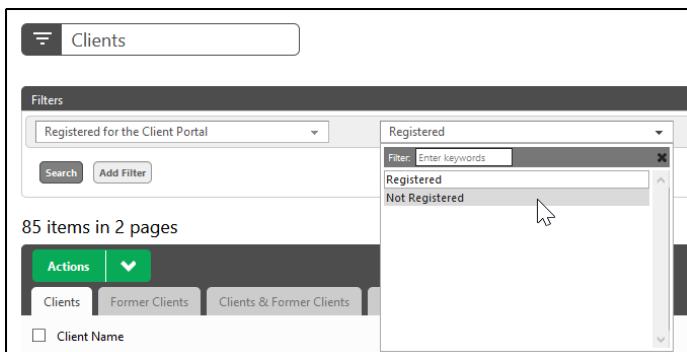 Clients
Filters
Registered for the Client Portal
Registered
Filter: Enter keywords
Registered
Not Registered
Search
Add Filter
85 items in 2 pages
Actions
Clients
Former Clients
Clients & Former Clients
Client Name